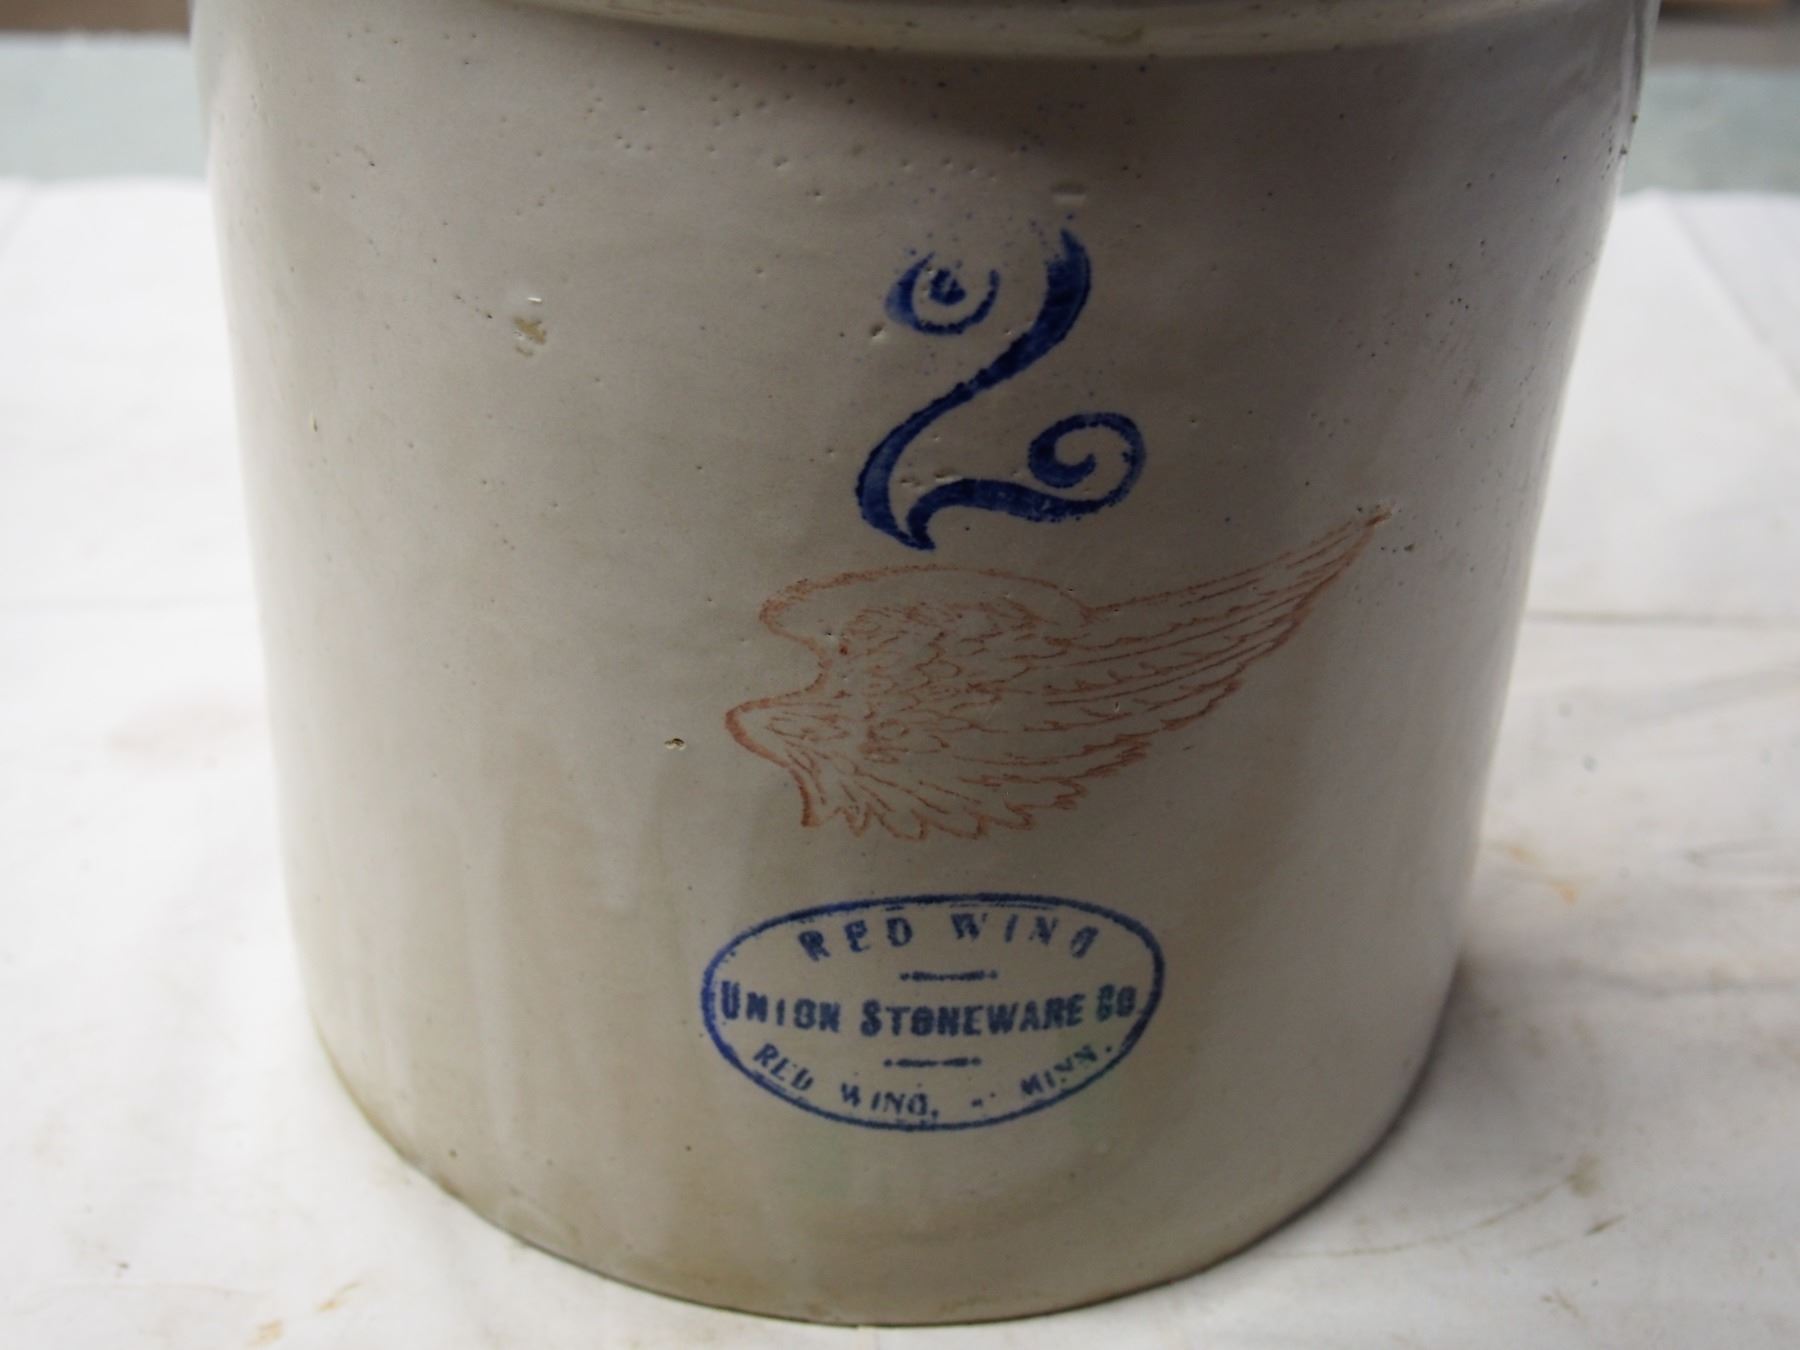 2
RED WING
UNION STONEWARE CO
RED WING, - MINN.